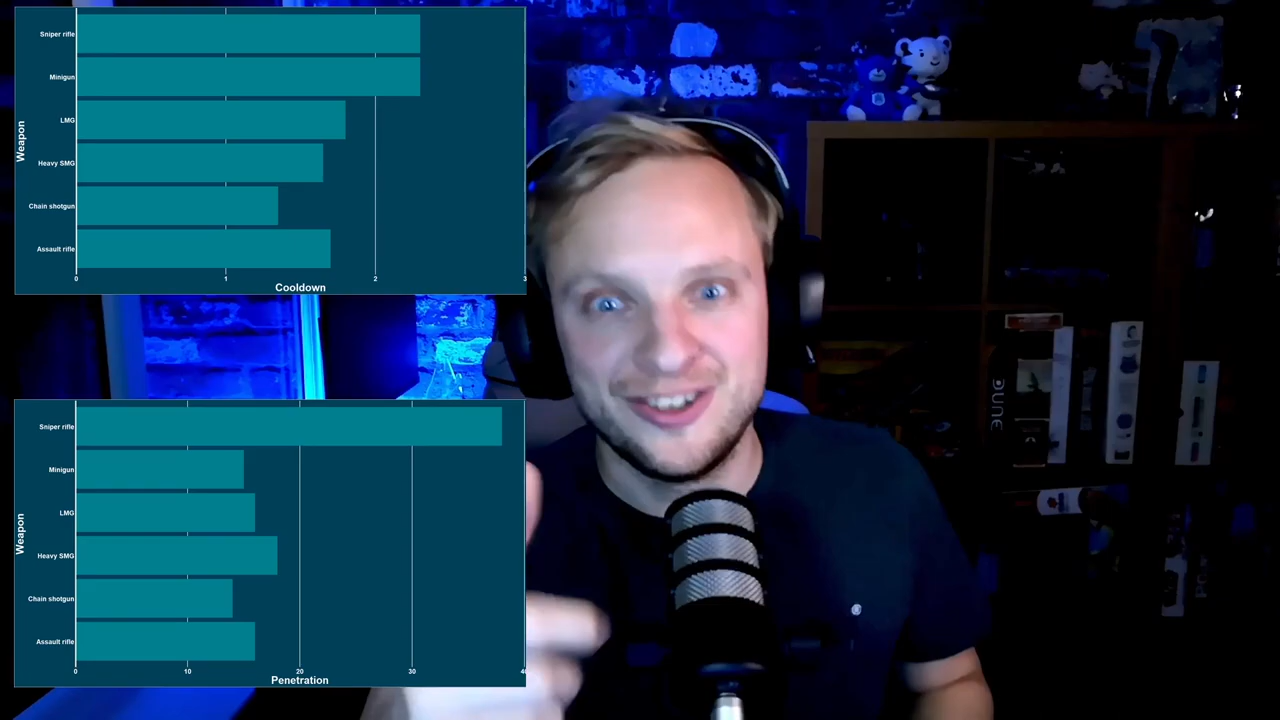 Weapon
Sniper rifle
Minigun
LMG
Heavy SMG
Chain shotgun
Assault rifle
0 1 2 3
Cooldown
Weapon
Sniper rifle
Minigun
LMG
Heavy SMG
Chain shotgun
Assault rifle
0 10 20 30
Penetration
DUNE